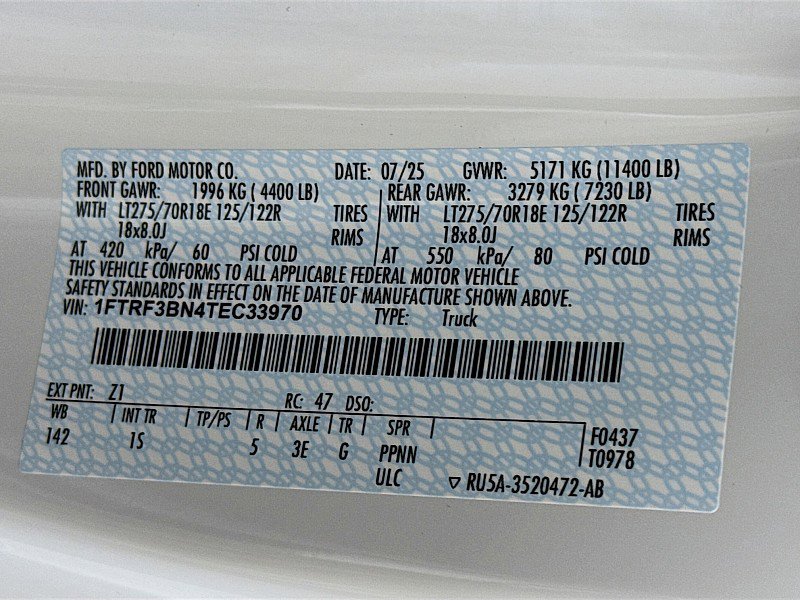 MFD. BY FORD MOTOR CO. DATE: 07/25 GVWR: 5171 KG (11400 LB)
FRONT GAWR: 1996 KG ( 4400 LB) REAR GAWR: 3279 KG ( 7230 LB)
WITH LT275/70R18E 125/122R TIRES WITH LT275/70R18E 125/122R TIRES
18x8.0J RIMS 18x8.0J RIMS
AT 420 kPa/ 60 PSI COLD AT 550 kPa/ 80 PSI COLD
THIS VEHICLE CONFORMS TO ALL APPLICABLE FEDERAL MOTOR VEHICLE
SAFETY STANDARDS IN EFFECT ON THE DATE OF MANUFACTURE SHOWN ABOVE.
VIN: 1FTRF3BN4TEC33970 TYPE: Truck
EXT PNT: Z1 RC: 47 DSO:
WB INT TR TP/PS R AXLE TR SPR F0437
142 1S 5 3E G PPNN T0978
ULC RU5A-3520472-AB